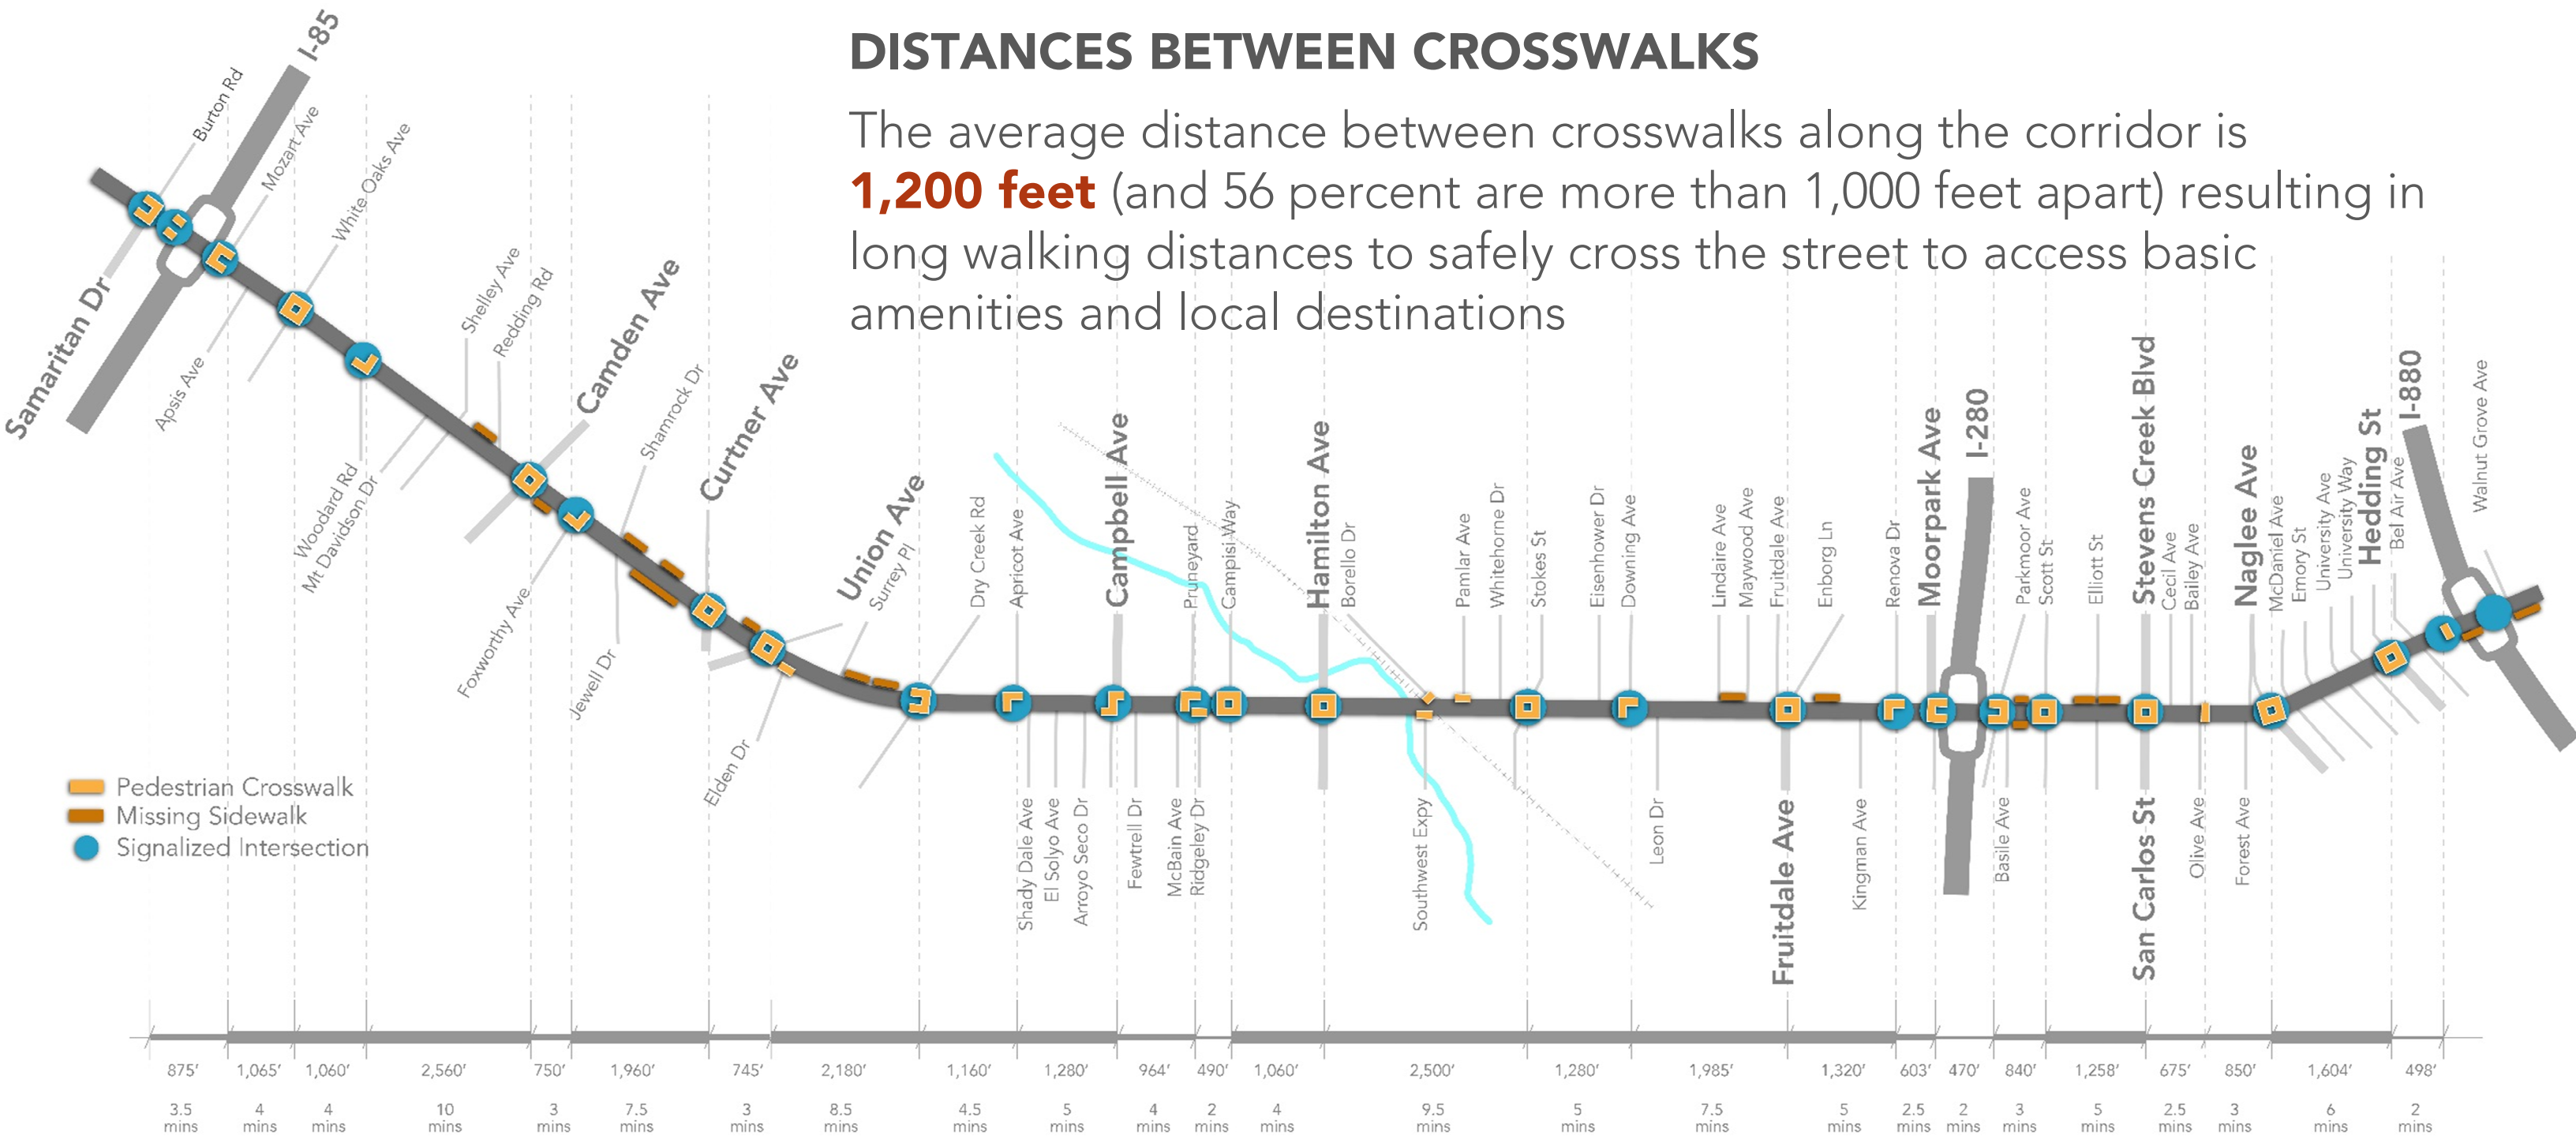 DISTANCES BETWEEN CROSSWALKS
The average distance between crosswalks along the corridor is
1,200 feet (and 56 percent are more than 1,000 feet apart) resulting in
long walking distances to safely cross the street to access basic
amenities and local destinations
Samaritan Dr
Burton Rd
I-85
Mozart Ave
Apsis Ave
White Oaks Ave
Woodard Rd
Mt Davidson Dr
Shelley Ave
Redding Rd
Camden Ave
Foxworthy Ave
Jewell Dr
Shamrock Dr
Curtner Ave
Elden Dr
Union Ave
Surrey Pl
Dry Creek Rd
Apricot Ave
Shady Dale Ave
El Solyo Ave
Arroyo Seco Dr
Campbell Ave
Fewtrell Dr
McBain Ave
Pruneyard
Ridgeley Dr
Campisi Way
Hamilton Ave
Borello Dr
Southwest Expy
Pamlar Ave
Whitehorne Dr
Stokes St
Eisenhower Dr
Downing Ave
Leon Dr
Lindaire Ave
Maywood Ave
Fruitdale Ave
Fruitdale Ave
Enborg Ln
Kingman Ave
Renova Dr
Moorpark Ave
I-280
Basile Ave
Parkmoor Ave
Scott St
Elliott St
Stevens Creek Blvd
San Carlos St
Cecil Ave
Bailey Ave
Olive Ave
Forest Ave
Naglee Ave
McDaniel Ave
Emory St
University Ave
University Way
Hedding St
Bel Air Ave
I-880
Walnut Grove Ave
Pedestrian Crosswalk
Missing Sidewalk
Signalized Intersection
875’ 1,065’ 1,060’ 2,560’ 750’ 1,960’ 745’ 2,180’ 1,160’ 1,280’ 964’ 490’ 1,060’ 2,500’ 1,280’ 1,985’ 1,320’ 603’ 470’ 840’ 1,258’ 675’ 850’ 1,604’ 498’
3.5 4 4 10 3 7.5 3 8.5 4.5 5 4 2 4 9.5 5 7.5 5 2.5 2 3 5 2.5 3 6 2
mins mins mins mins mins mins mins mins mins mins mins mins mins mins mins mins mins mins mins mins mins mins mins mins mins